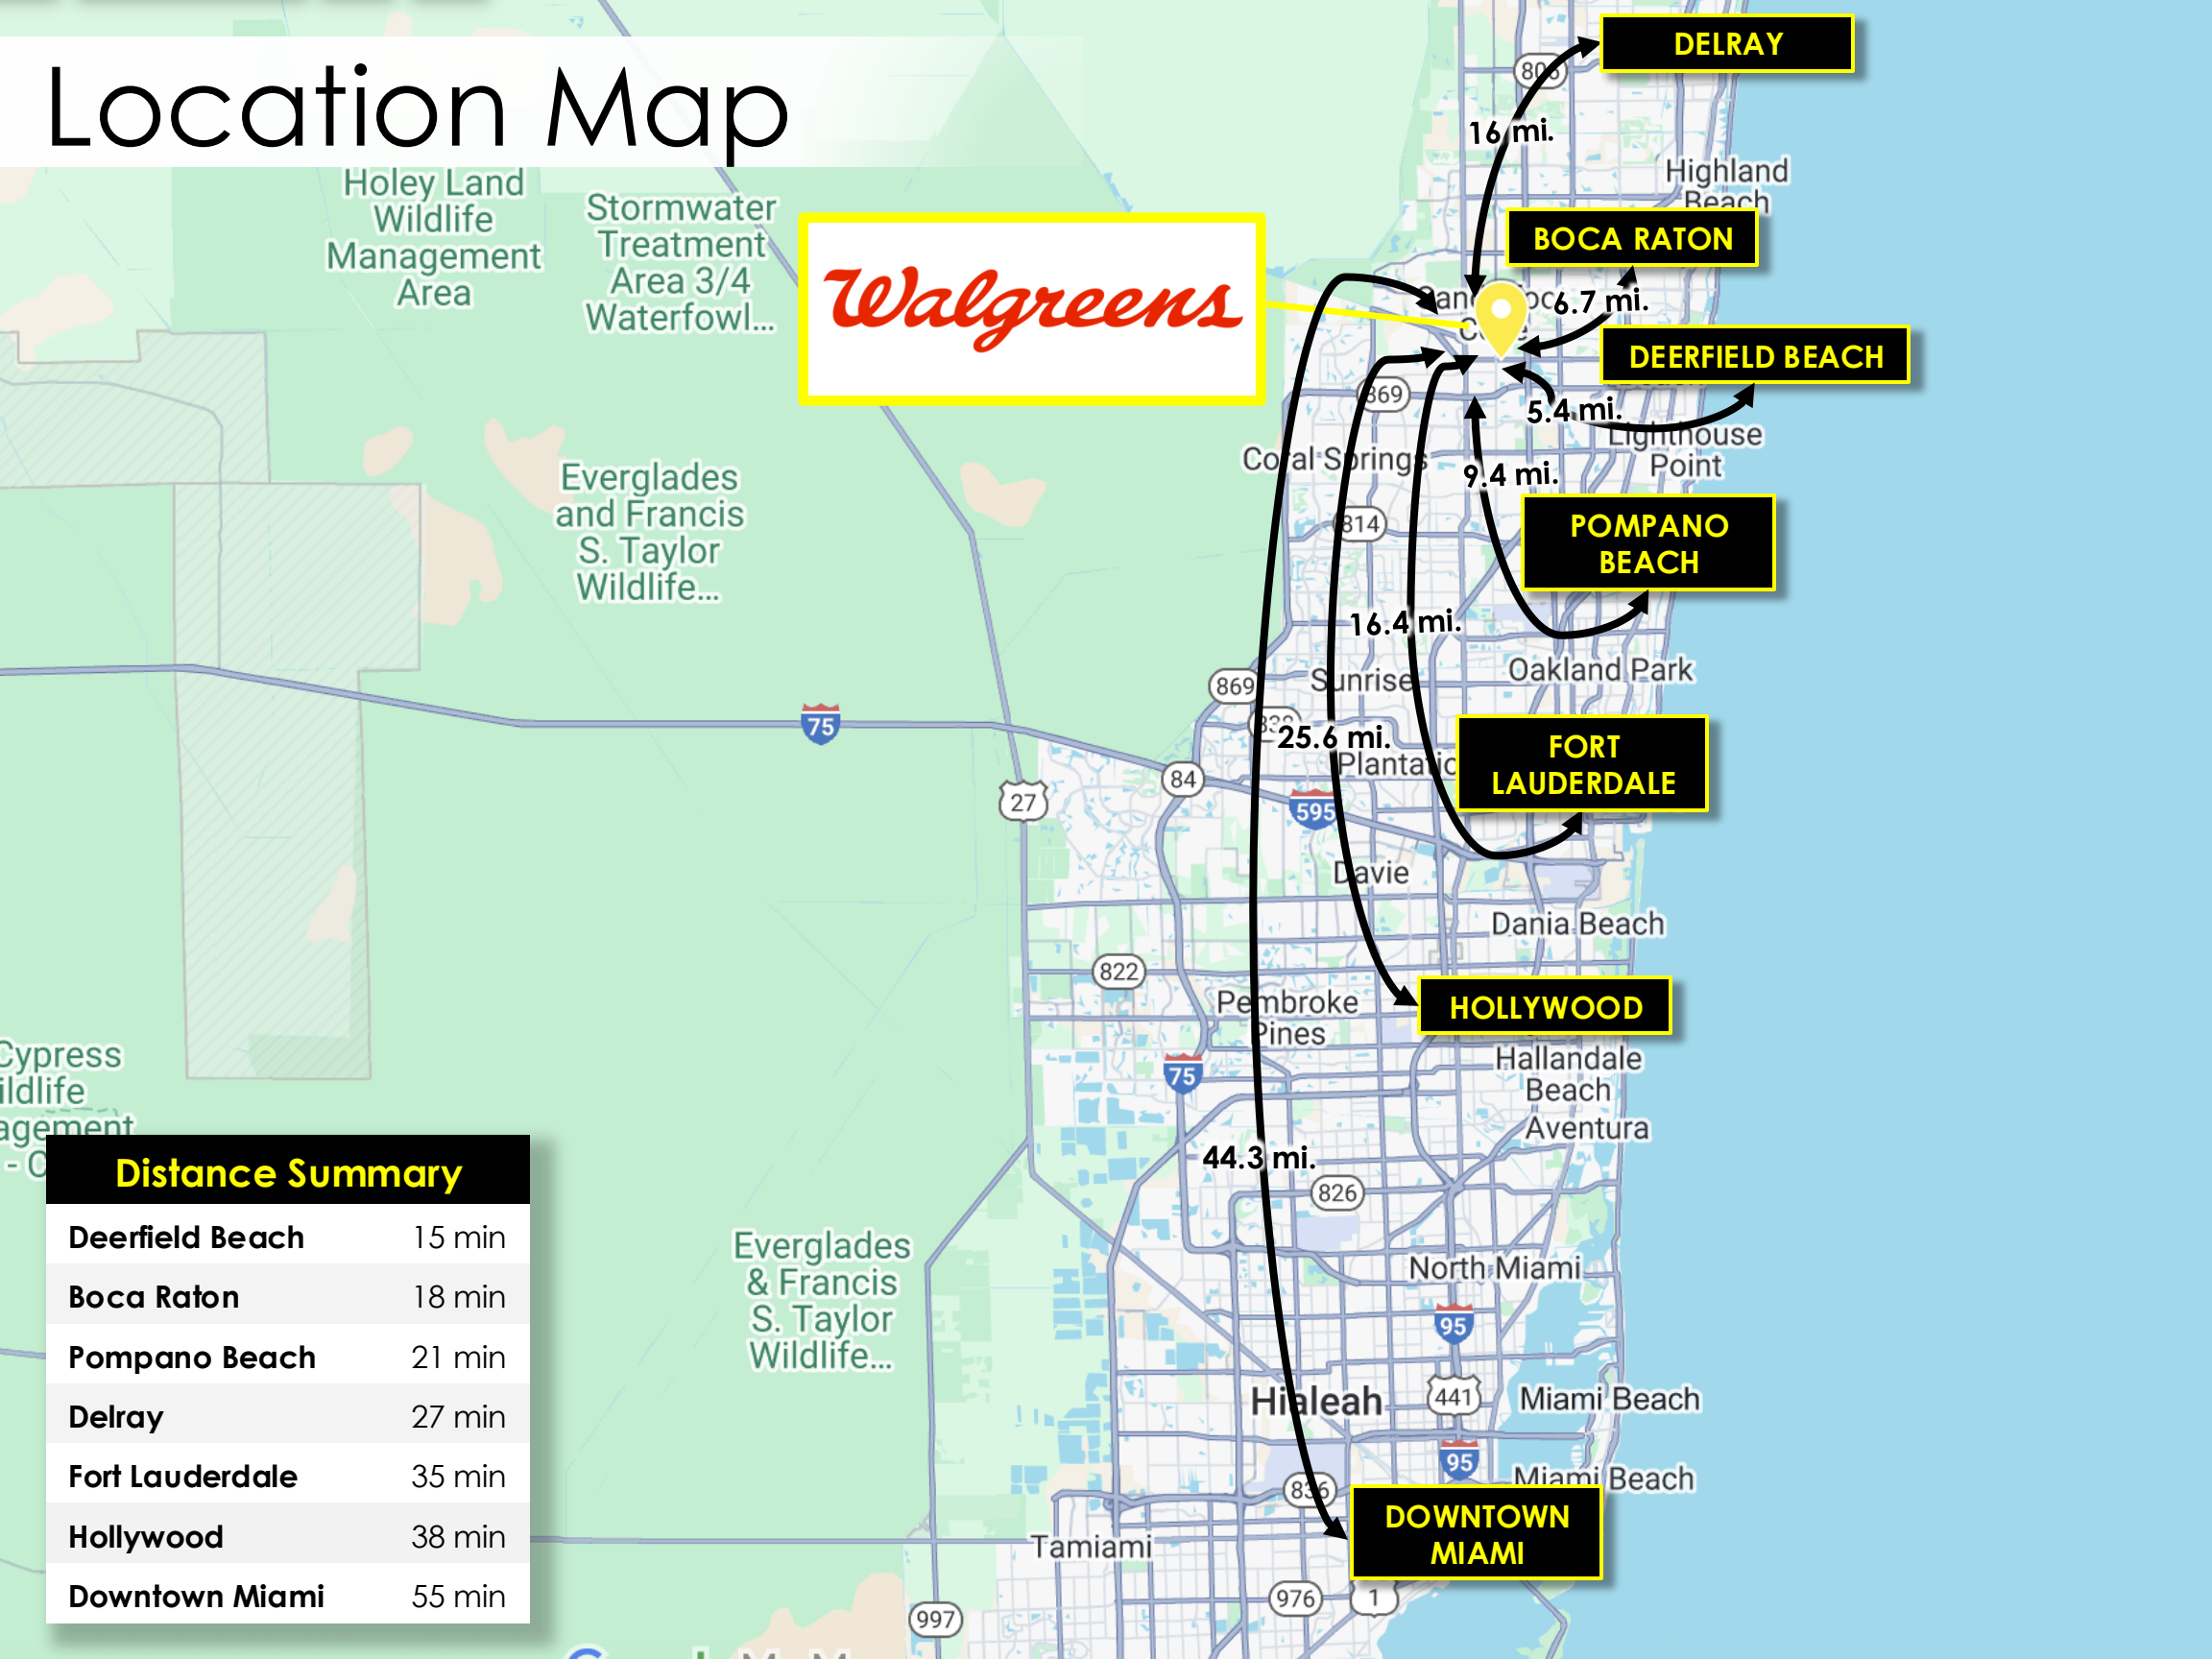 Location Map
Holey Land
Wildlife
Management
Area
Stormwater
Treatment
Area 3/4
Waterfowl...
Walgreens
DELRAY
806
16 mi.
Highland
Beach
BOCA RATON
6.7 mi.
DEERFIELD BEACH
869
5.4 mi.
Lighthouse
Point
Coral Springs
9.4 mi.
Everglades
and Francis
S. Taylor
Wildlife...
814
POMPANO
BEACH
16.4 mi.
Oakland Park
Sunrise
869
75
25.6 mi.
FORT
LAUDERDALE
84
27
595
Davie
Dania Beach
822
Pembroke
Pines
HOLLYWOOD
Hallandale
Beach
75
Aventura
Cypress
44.3 mi.
826
Everglades
& Francis
S. Taylor
Wildlife...
North Miami
95
Hialeah
441
Miami Beach
95
Miami Beach
836
DOWNTOWN
MIAMI
Tamiami
976
1
997
Distance Summary
Deerfield Beach 15 min
Boca Raton 18 min
Pompano Beach 21 min
Delray 27 min
Fort Lauderdale 35 min
Hollywood 38 min
Downtown Miami 55 min